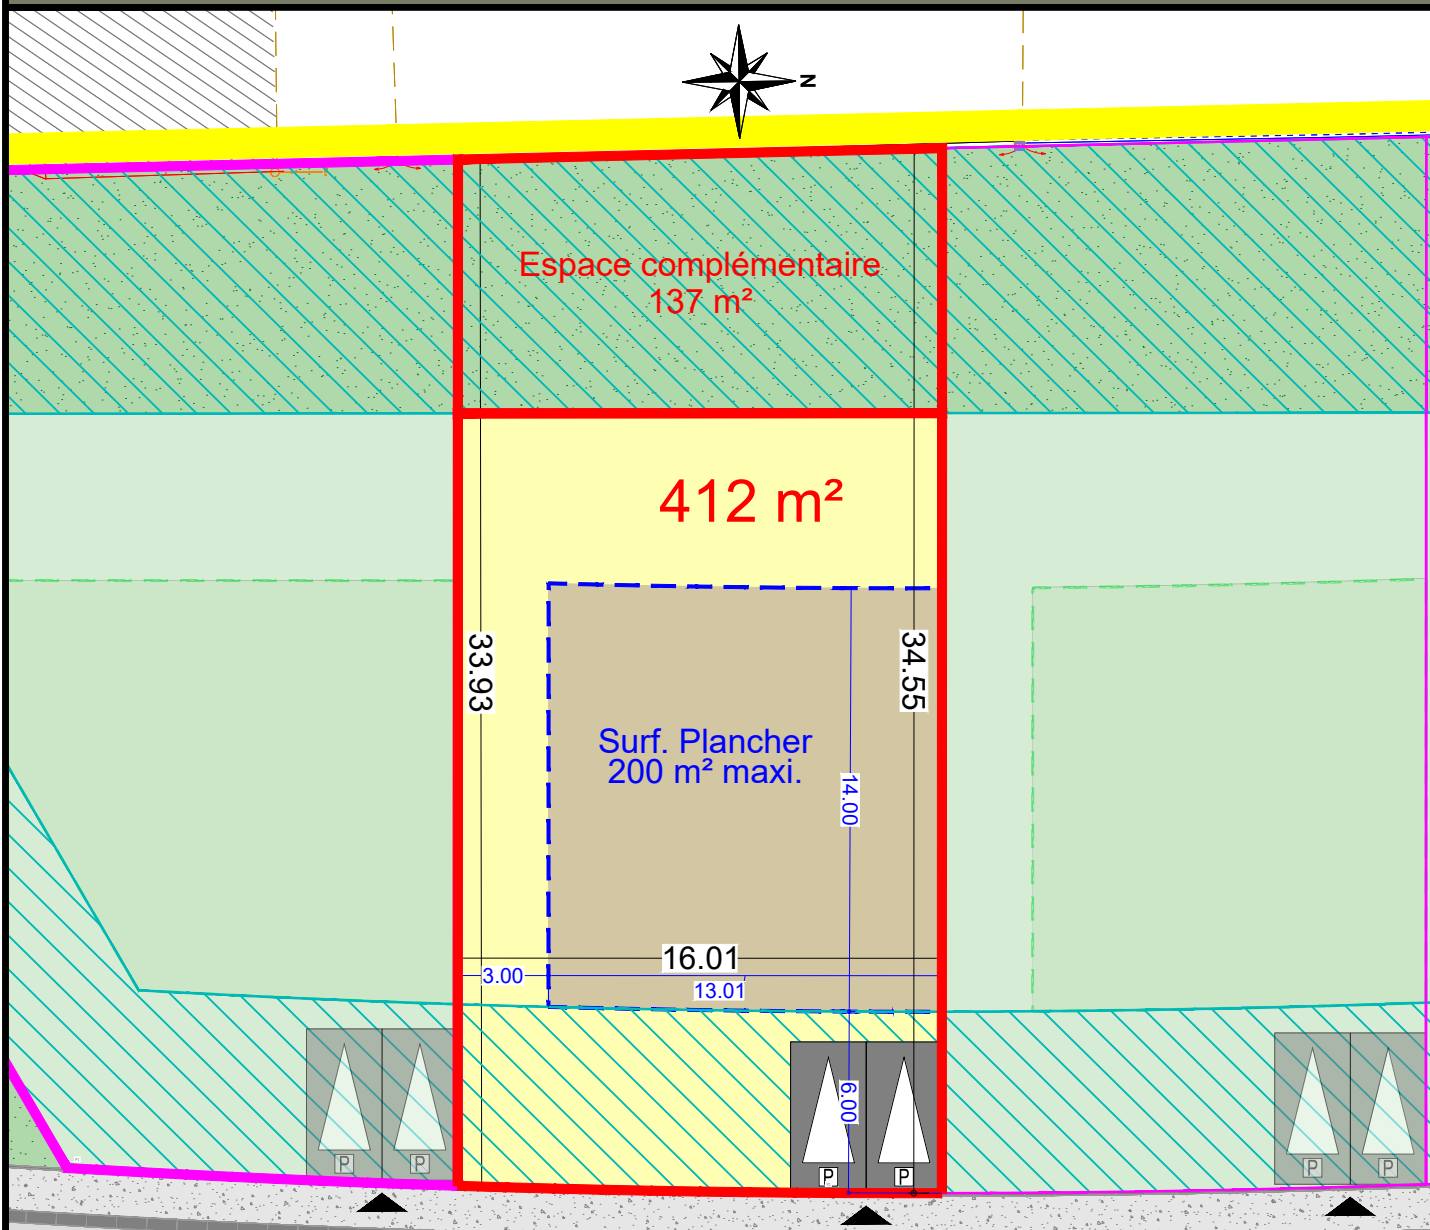 N
Espace complémentaire
137 m²
412 m²
33.93
34.55
Surf. Plancher
200 m² maxi.
14.00
16.01
3.00
13.01
6.00
P
P
P
P
P
P